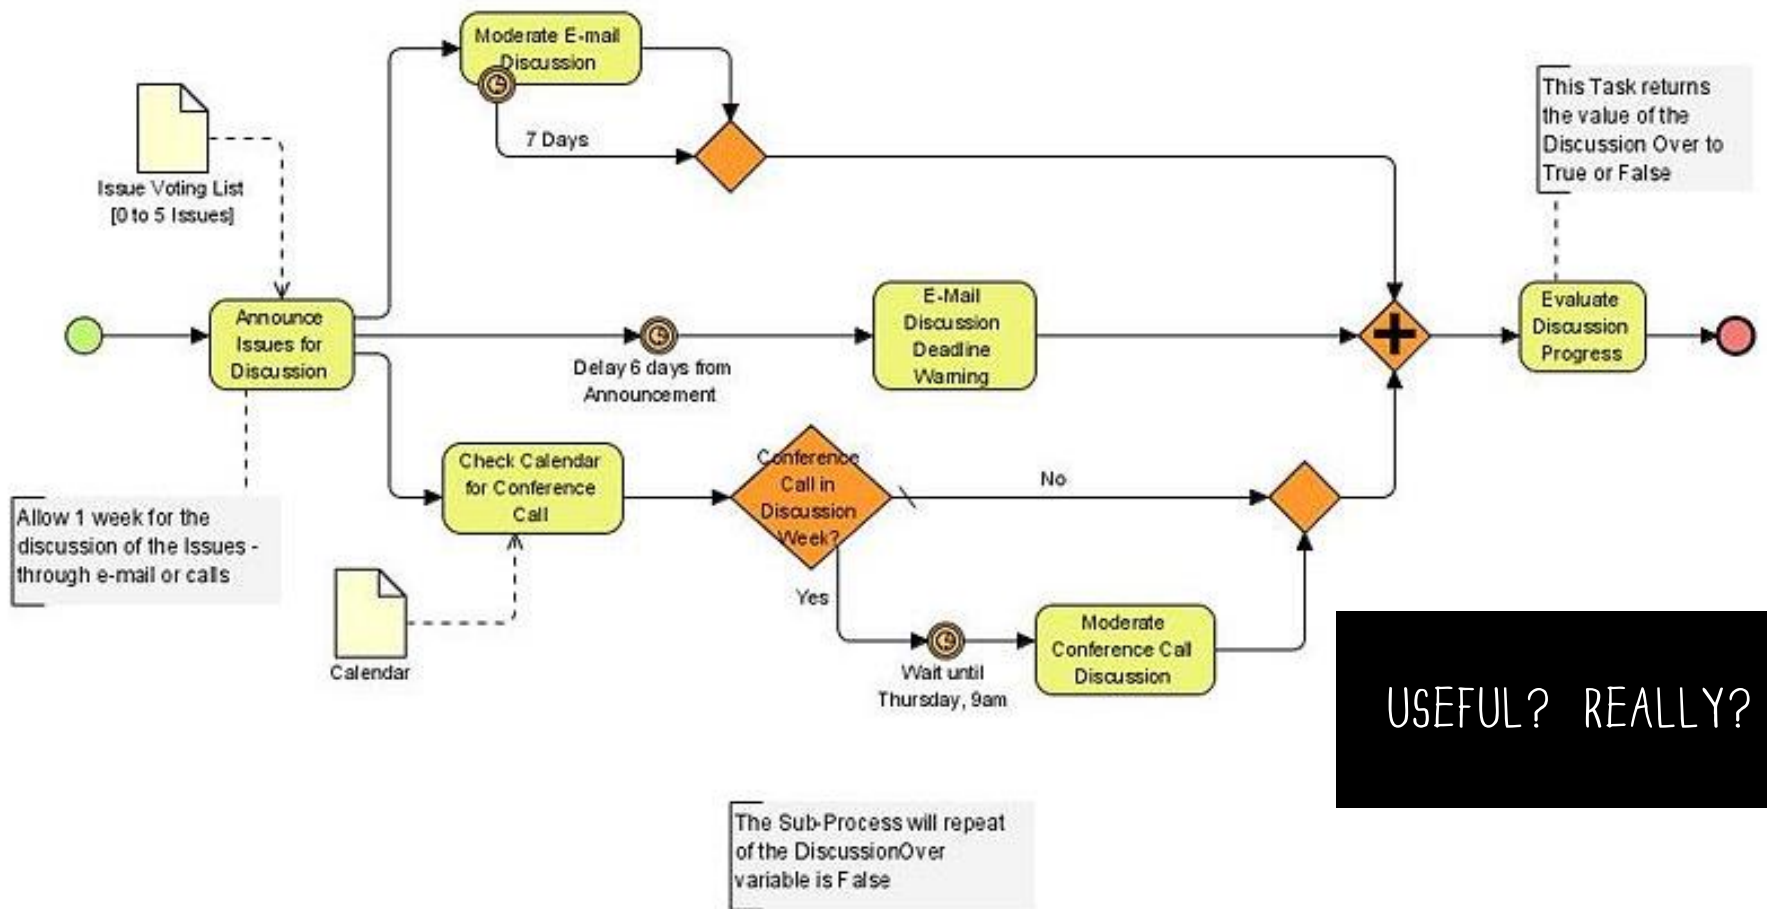 Moderate E-mail
Discussion
7 Days
This Task returns
the value of the
Discussion Over to
True or False
Issue Voting List
[0 to 5 Issues]
Announce
Issues for
Discussion
Delay 6 days from
Announcement
E-Mail
Discussion
Deadline
Warning
Evaluate
Discussion
Progress
Allow 1 week for the
discussion of the Issues -
through e-mail or calls
Check Calendar
for Conference
Call
Conference
Call in
Discussion
Week?
No
Yes
Calendar
Wait until
Thursday, 9am
Moderate
Conference Call
Discussion
USEFUL? REALLY?
The Sub-Process will repeat
of the DiscussionOver
variable is False